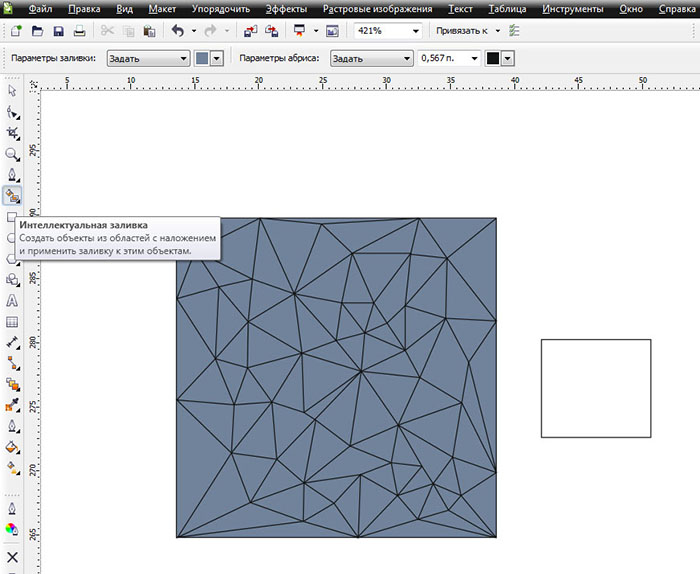 Файл Правка Вид Макет Упорядочить Эффекты Растровые изображения Текст Таблица Инструменты Окно Справка
421% Привязать к
Параметры заливки: Задать Параметры абриса: Задать 0,567 п.
5 10 15 20 25 30 35 40 45 50
295
290
Интеллектуальная заливка
Создать объекты из областей с наложением
и применить заливку к этим объектам.
285
280
275
270
265